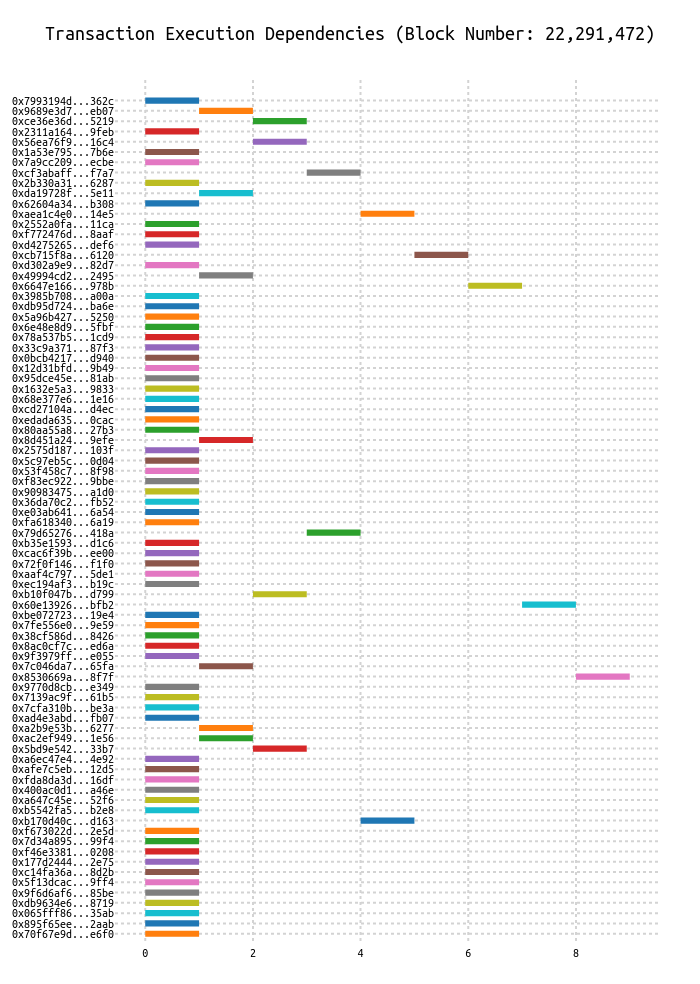 Transaction Execution Dependencies (Block Number: 22,291,472)
0x7993194d...362c
0x9689e3d7...eb07
0xce36e36d...5219
0x2311a164...9feb
0x56ea76f9...16c4
0x1a53e795...7b6e
0x7a9cc209...ecbe
0xcf3abaff...f7a7
0x2b330a31...6287
0xda19728f...5e11
0x62604a34...b308
0xaea1c4e0...14e5
0x2552a0fa...11ca
0xf772476d...8aaf
0xd4275265...def6
0xcb715f8a...6120
0xd302a9e9...82d7
0x49994cd2...2495
0x6647e166...978b
0x3985b708...a00a
0xdb95d724...ba6e
0x5a96b427...5250
0x6e48e8d9...5fbf
0x78a537b5...1cd9
0x33c9a371...87f3
0x0bcb4217...d940
0x12d31bfd...9b49
0x95dce45e...81ab
0x1632e5a3...9833
0x68e377e6...1e16
0xcd27104a...d4ec
0xedada635...0cac
0x80aa55a8...27b3
0x8d451a24...9efe
0x2575d187...103f
0x5c97eb5c...0d04
0x53f458c7...8f98
0xf83ec922...9bbe
0x90983475...a1d0
0x36da70c2...fb52
0xe03ab641...6a54
0xfa618340...6a19
0x79d65276...418a
0xb35e1593...d1c6
0xcac6f39b...ee00
0x72f0f146...f1f0
0xaaf4c797...5de1
0xec194af3...b19c
0xb10f047b...d799
0x60e13926...bfb2
0xbe072723...19e4
0x7fe556e0...9e59
0x38cf586d...8426
0x8ac0cf7c...ed6a
0x9f3979ff...e055
0x7c046da7...65fa
0x8530669a...8f7f
0x9770d8cb...e349
0x7139ac9f...61b5
0x7cfa310b...be3a
0xad4e3abd...fb07
0xa2b9e53b...6277
0xac2ef949...1e56
0x5bd9e542...33b7
0xa6ec47e4...4e92
0xafe7c5eb...12d5
0xfda8da3d...16df
0x400ac0d1...a46e
0xa647c45e...52f6
0xb5542fa5...b2e8
0xb170d40c...d163
0xf673022d...2e5d
0x7d34a895...99f4
0xf46e3381...0208
0x177d2444...2e75
0xc14fa36a...8d2b
0x5f13dcac...9ff4
0x9f6d6af6...85be
0xdb9634e6...8719
0x065fff86...35ab
0x895f65ee...2aab
0x70f67e9d...e6f0
0 2 4 6 8